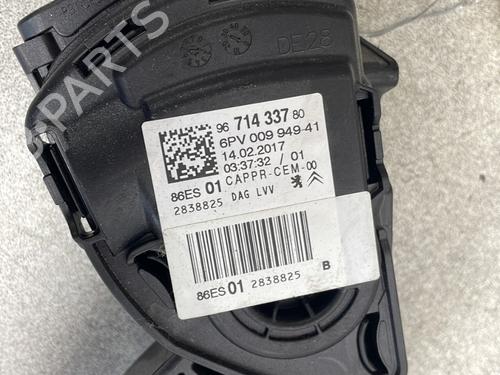 DE28
96 714 337 80
6PV 009 949-41
14.02.2017
03:37:32 / 01
86ES 01 CAPPR-CEM-00
2838825 DAG LVV
86ES 01 2838825 B